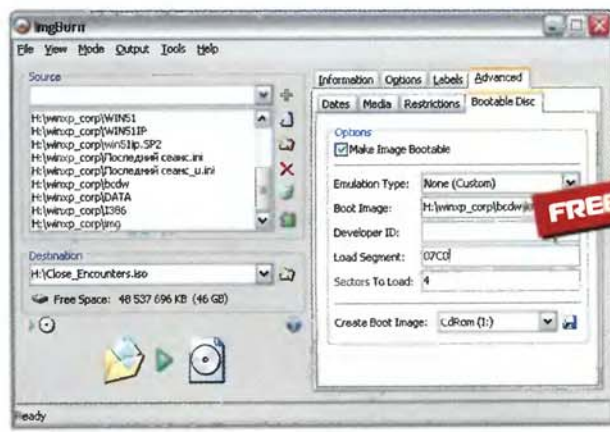 ImgBurn
File View Mode Output Tools Help
Source
H:\winxp_corp\WIN51
H:\winxp_corp\WIN51IP
H:\winxp_corp\win51ip.SP2
H:\winxp_corp\Последний сеанс.ini
H:\winxp_corp\Последний сеанс_u.ini
H:\winxp_corp\bcdw
H:\winxp_corp\DATA
H:\winxp_corp\I386
H:\winxp_corp\img
Destination
H:\Close_Encounters.iso
Free Space: 48 537 696 KB (46 GB)
Information Options Labels Advanced
Dates Media Restrictions Bootable Disc
Options
Make Image Bootable
Emulation Type: None (Custom)
Boot Image:
Developer ID:
Load Segment: 07C0
Sectors To Load: 4
Create Boot Image: CdRom (I:)
FREE
Ready